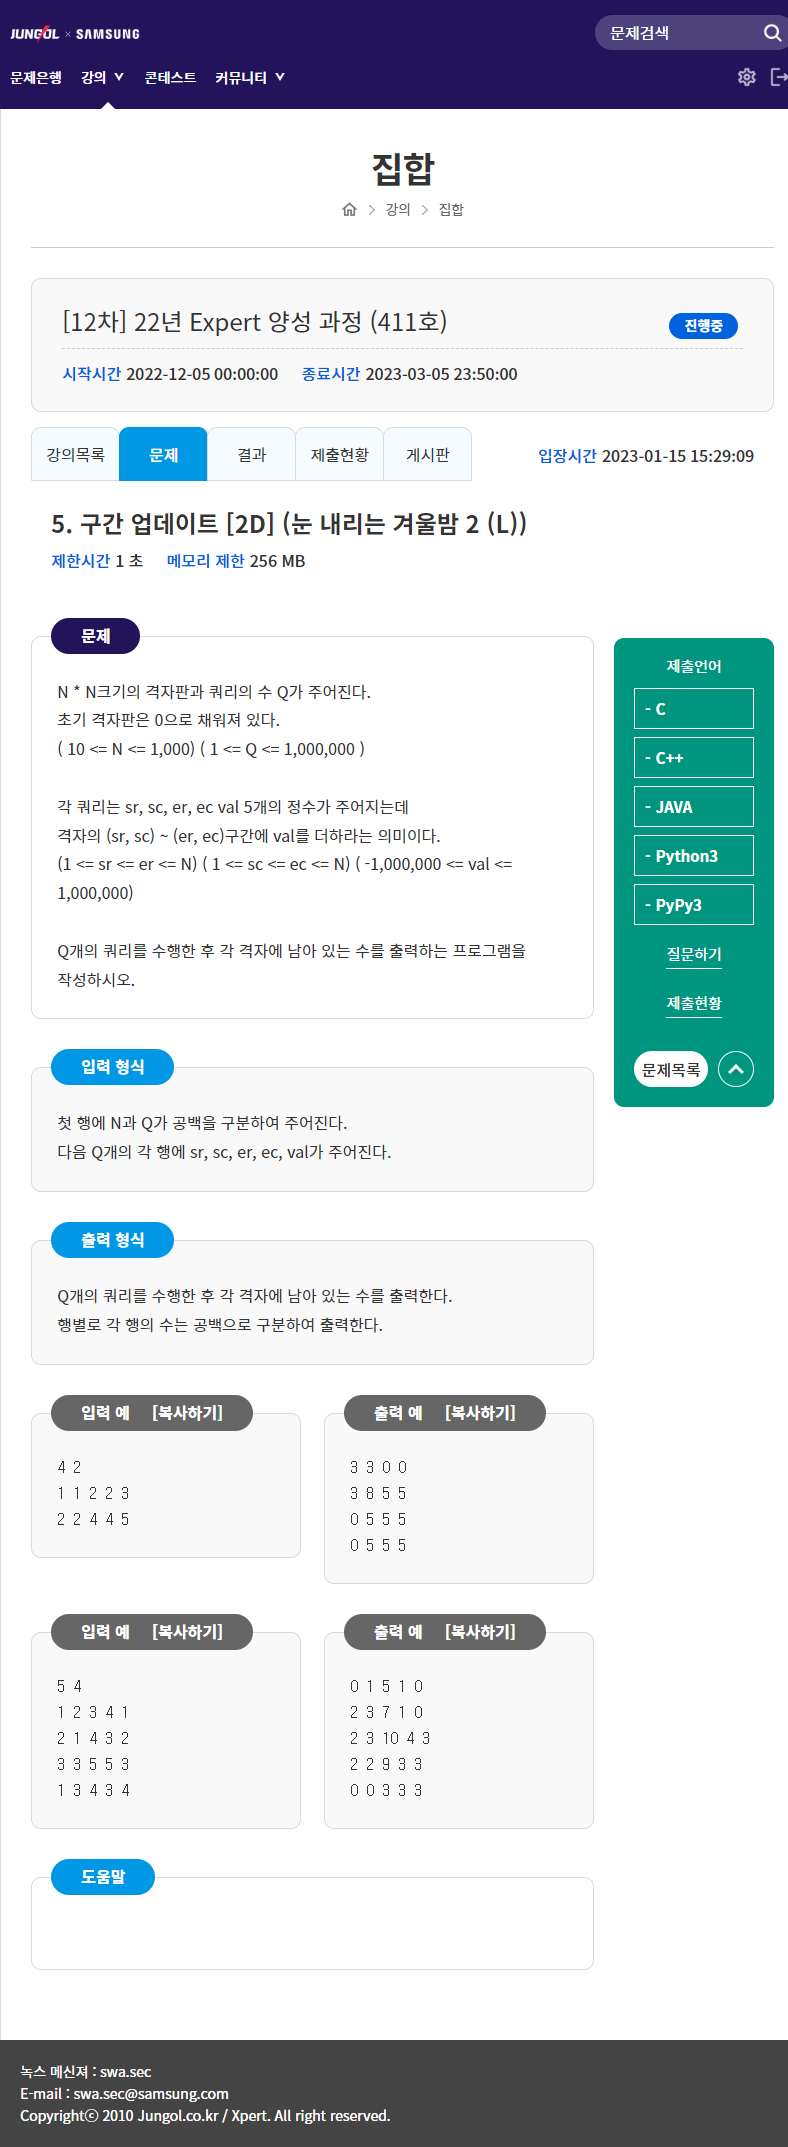 JUNGOL × SAMSUNG
문제검색
문제은행 강의 ∨ 콘테스트 커뮤니티 ∨
집합
강의 > 집합
[12차] 22년 Expert 양성 과정 (411호)
진행중
시작시간 2022-12-05 00:00:00 종료시간 2023-03-05 23:50:00
강의목록 문제 결과 제출현황 게시판
입장시간 2023-01-15 15:29:09
5. 구간 업데이트 [2D] (눈 내리는 겨울밤 2 (L))
제한시간 1 초 메모리 제한 256 MB
문제
N * N크기의 격자판과 쿼리의 수 Q가 주어진다.
초기 격자판은 0으로 채워져 있다.
( 10 <= N <= 1,000) ( 1 <= Q <= 1,000,000 )
각 쿼리는 sr, sc, er, ec val 5개의 정수가 주어지는데
격자의 (sr, sc) ~ (er, ec)구간에 val를 더하라는 의미이다.
(1 <= sr <= er <= N) ( 1 <= sc <= ec <= N) ( -1,000,000 <= val <=
1,000,000)
Q개의 쿼리를 수행한 후 각 격자에 남아 있는 수를 출력하는 프로그램을
작성하시오.
제출언어
- C
- C++
- JAVA
- Python3
- PyPy3
질문하기
제출현황
문제목록
입력 형식
첫 행에 N과 Q가 공백을 구분하여 주어진다.
다음 Q개의 각 행에 sr, sc, er, ec, val가 주어진다.
출력 형식
Q개의 쿼리를 수행한 후 각 격자에 남아 있는 수를 출력한다.
행별로 각 행의 수는 공백으로 구분하여 출력한다.
입력 예 [복사하기]
4 2
1 1 2 2 3
2 2 4 4 5
출력 예 [복사하기]
3 3 0 0
3 8 5 5
0 5 5 5
0 5 5 5
입력 예 [복사하기]
5 4
1 2 3 4 1
2 1 4 3 2
3 3 5 5 3
1 3 4 3 4
출력 예 [복사하기]
0 1 5 1 0
2 3 7 1 0
2 3 10 4 3
2 2 9 3 3
0 0 3 3 3
도움말
녹스 메신져 : swa.sec
E-mail : swa.sec@samsung.com
Copyrightⓒ 2010 Jungol.co.kr / Xpert. All right reserved.